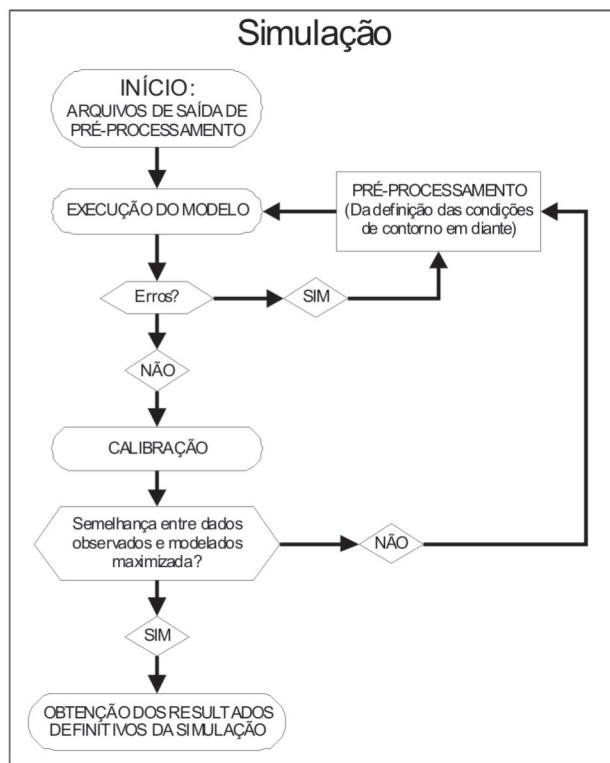 Simulação
INÍCIO:
ARQUIVOS DE SAÍDA DE
PRÉ-PROCESSAMENTO
EXECUÇÃO DO MODELO
PRÉ-PROCESSAMENTO
(Da definição das condições
de contorno em diante)
Erros?
SIM
NÃO
CALIBRAÇÃO
Semelhança entre dados
observados e modelados
maximizada?
NÃO
SIM
OBTENÇÃO DOS RESULTADOS
DEFINITIVOS DA SIMULAÇÃO